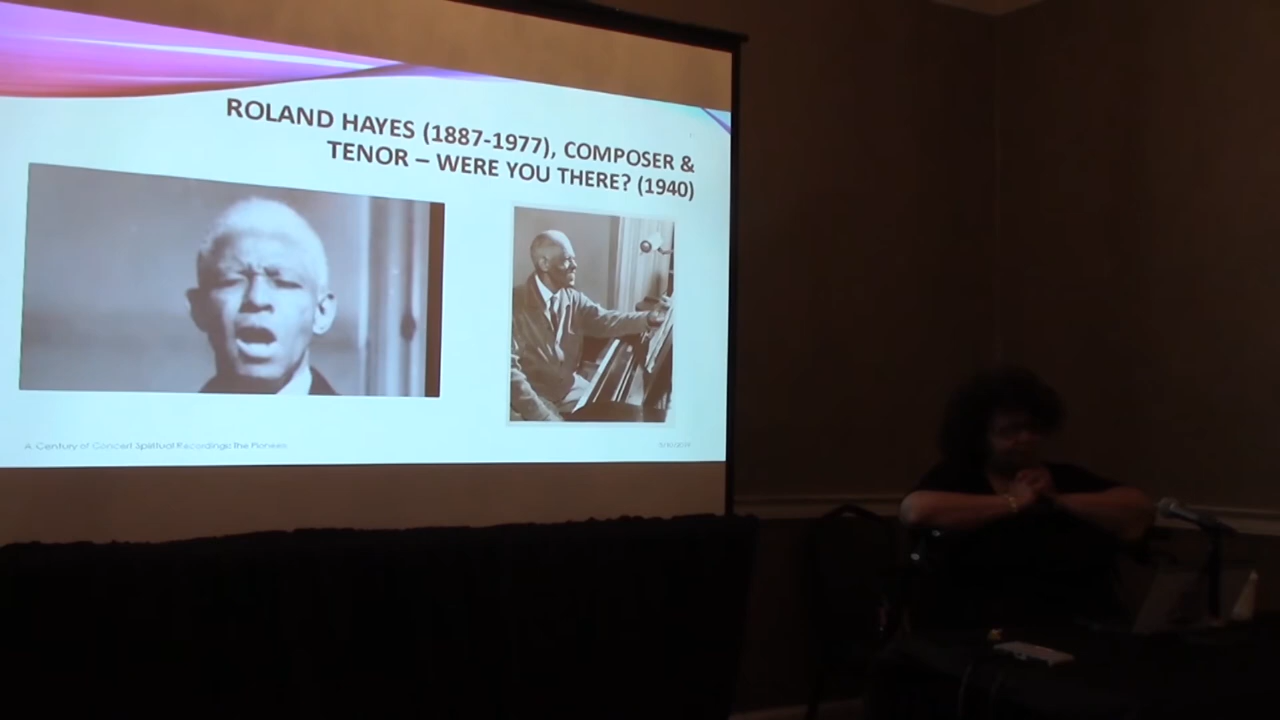 ROLAND HAYES (1887-1977), COMPOSER &
TENOR – WERE YOU THERE? (1940)
A Century of Concert Spiritual Recordings: The Pioneers